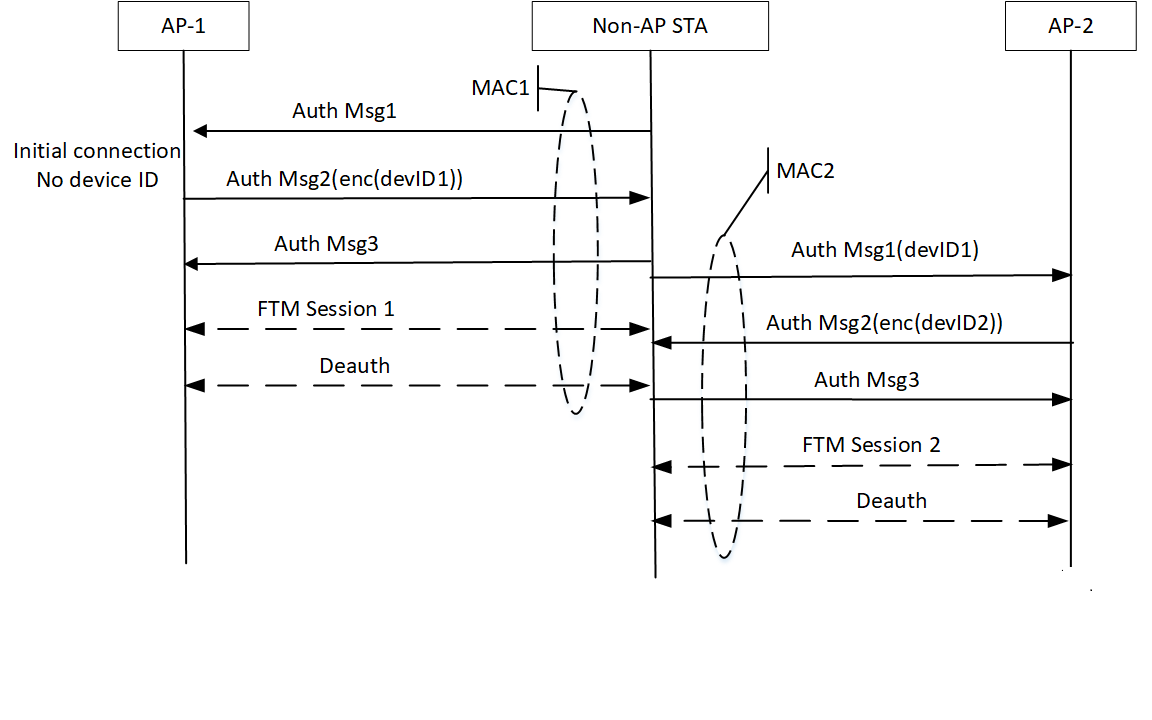 AP-1
Non-AP STA
AP-2
MAC1
Auth Msg1
Initial connection
No device ID
MAC2
Auth Msg2(enc(devID1))
Auth Msg3
Auth Msg1(devID1)
FTM Session 1
Auth Msg2(enc(devID2))
Deauth
Auth Msg3
FTM Session 2
Deauth